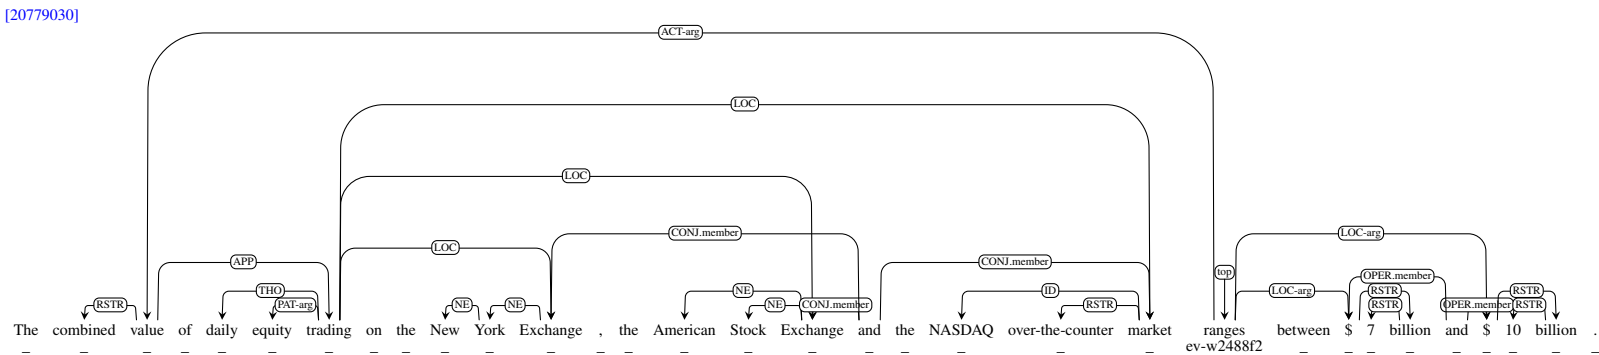 [20779030]
ACT-arg
LOC
LOC
CONJ.member LOC-arg
LOC
APP CONJ.member top OPER.member
THO NE ID LOC-arg RSTR RSTR
RSTR PAT-arg NE NE NE CONJ.member RSTR RSTR OPER.member RSTR
The combined value of daily equity trading on the New York Exchange , the American Stock Exchange and the NASDAQ over-the-counter market ranges between $ 7 billion and $ 10 billion .
_ _ _ _ _ _ _ _ _ _ _ _ _ _ _ _ _ _ _ _ _ _ _ ev-w2488f2 _ _ _ _ _ _ _ _ _